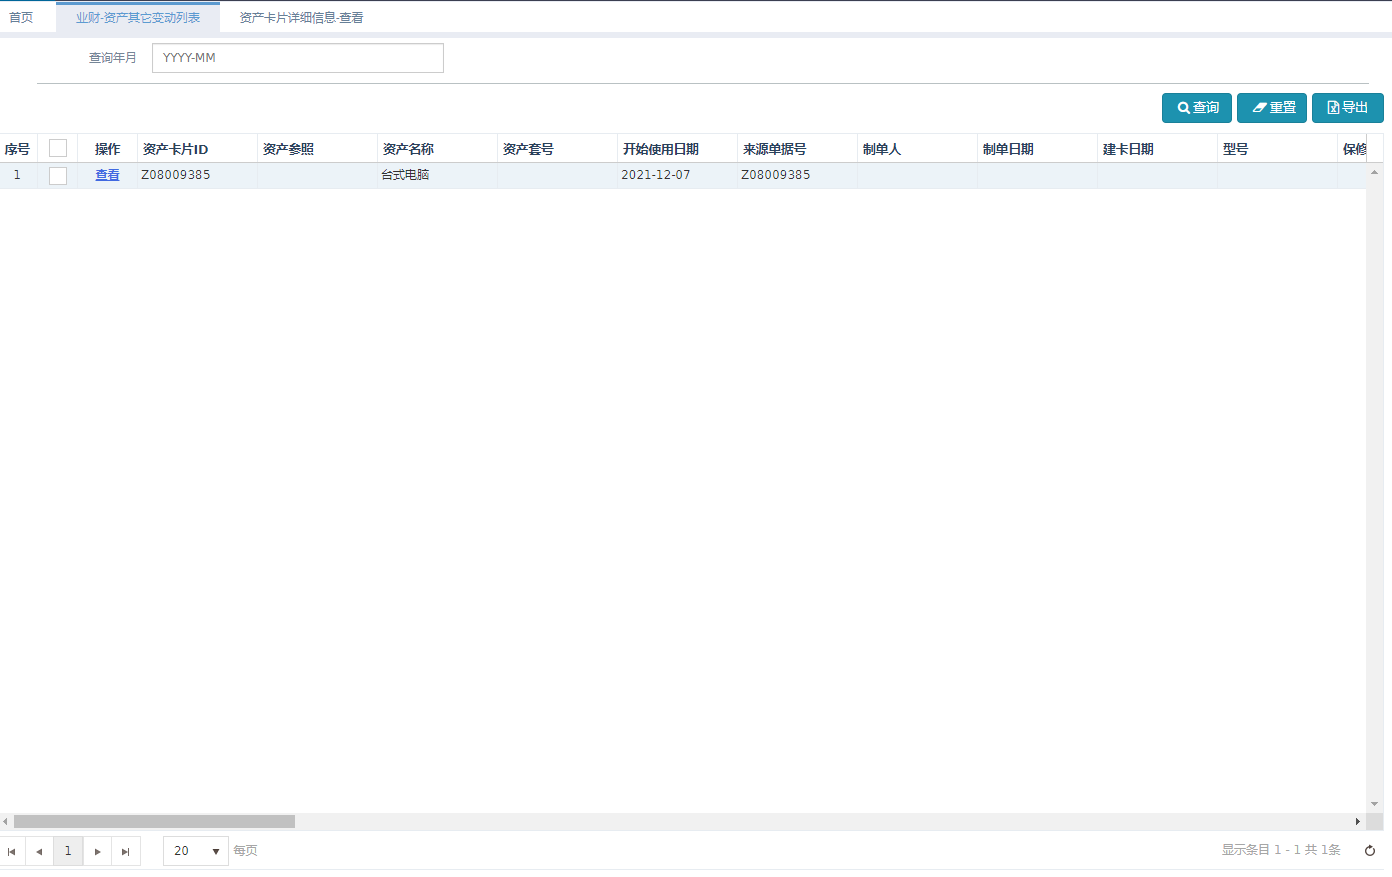 首页 业财-资产其它变动列表 资产卡片详细信息-查看
查询年月 YYYY-MM
查询 重置 导出
序号 操作 资产卡片ID 资产参照 资产名称 资产套号 开始使用日期 来源单据号 制单人 制单日期 建卡日期 型号 保修
1 查看 Z08009385 台式电脑 2021-12-07 Z08009385
1 20 每页 显示条目 1 - 1 共 1条